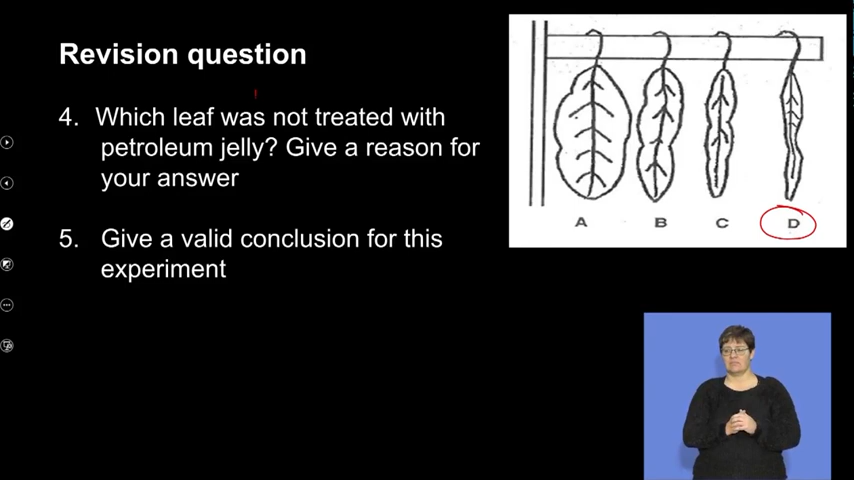 Revision question
4. Which leaf was not treated with
petroleum jelly? Give a reason for
your answer
5. Give a valid conclusion for this
experiment
A B C D